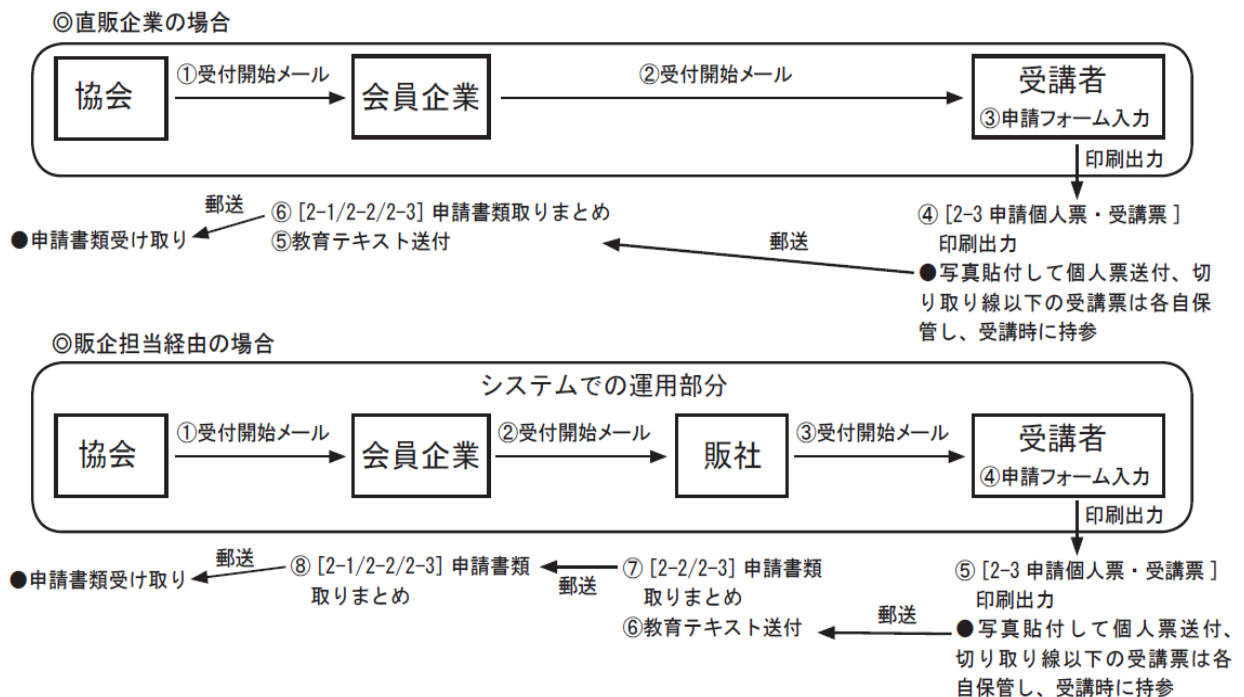 ◎直販企業の場合
協会
①受付開始メール
会員企業
②受付開始メール
受講者
③申請フォーム入力
印刷出力
④ [2-3 申請個人票・受講票 ]
印刷出力
●写真貼付して個人票送付、切
り取り線以下の受講票は各自保
管し、受講時に持参
郵送
⑥ [2-1/2-2/2-3] 申請書類取りまとめ
⑤教育テキスト送付
郵送
●申請書類受け取り
◎販企担当経由の場合
システムでの運用部分
協会
①受付開始メール
会員企業
②受付開始メール
販社
③受付開始メール
受講者
④申請フォーム入力
印刷出力
⑤ [2-3 申請個人票・受講票 ]
印刷出力
●写真貼付して個人票送付、
切り取り線以下の受講票は各
自保管し、受講時に持参
郵送
⑦ [2-2/2-3] 申請書類
取りまとめ
⑥教育テキスト送付
郵送
⑧ [2-1/2-2/2-3] 申請書類
取りまとめ
郵送
●申請書類受け取り